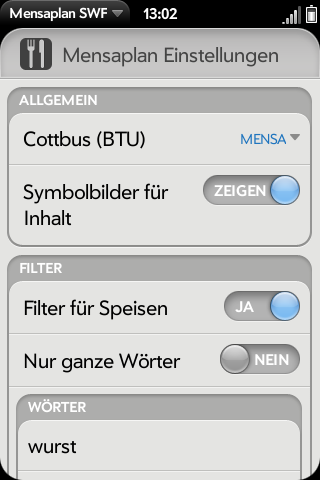 Mensaplan SWF 13:02
Mensaplan Einstellungen
ALLGEMEIN
Cottbus (BTU) MENSA
Symbolbilder für ZEIGEN
Inhalt
FILTER
Filter für Speisen JA
Nur ganze Wörter NEIN
WÖRTER
wurst